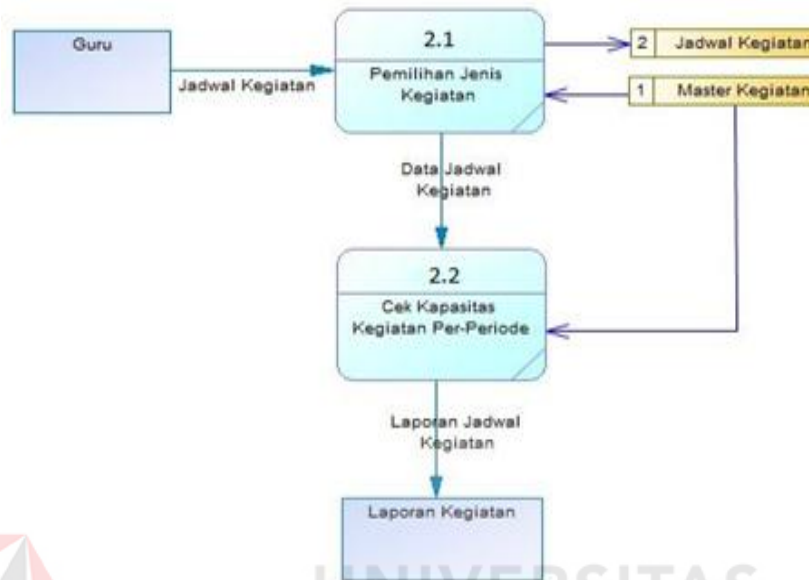 Guru
2.1
2 Jadwal Kegiatan
Jadwal Kegiatan
Pemilihan Jenis
Kegiatan
1 Master Kegiatan
Data Jadwal
Kegiatan
2.2
Cek Kapasitas
Kegiatan Per-Periode
Laporan Jadwal
Kegiatan
Laporan Kegiatan
UNIVERSITAS